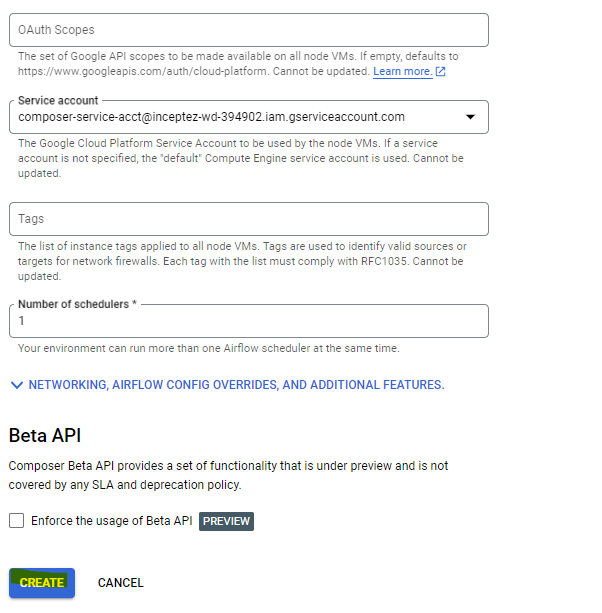 OAuth Scopes
The set of Google API scopes to be made available on all node VMs. If empty, defaults to
https://www.googleapis.com/auth/cloud-platform. Cannot be updated. Learn more.
Service account
composer-service-acct@inceptez-wd-394902.iam.gserviceaccount.com
The Google Cloud Platform Service Account to be used by the node VMs. If a service
account is not specified, the "default" Compute Engine service account is used. Cannot be
updated.
Tags
The list of instance tags applied to all node VMs. Tags are used to identify valid sources or
targets for network firewalls. Each tag with the list must comply with RFC1035. Cannot be
updated.
Number of schedulers *
1
Your environment can run more than one Airflow scheduler at the same time.
NETWORKING, AIRFLOW CONFIG OVERRIDES, AND ADDITIONAL FEATURES.
Beta API
Composer Beta API provides a set of functionality that is under preview and is not
covered by any SLA and deprecation policy.
Enforce the usage of Beta API PREVIEW
CREATE CANCEL